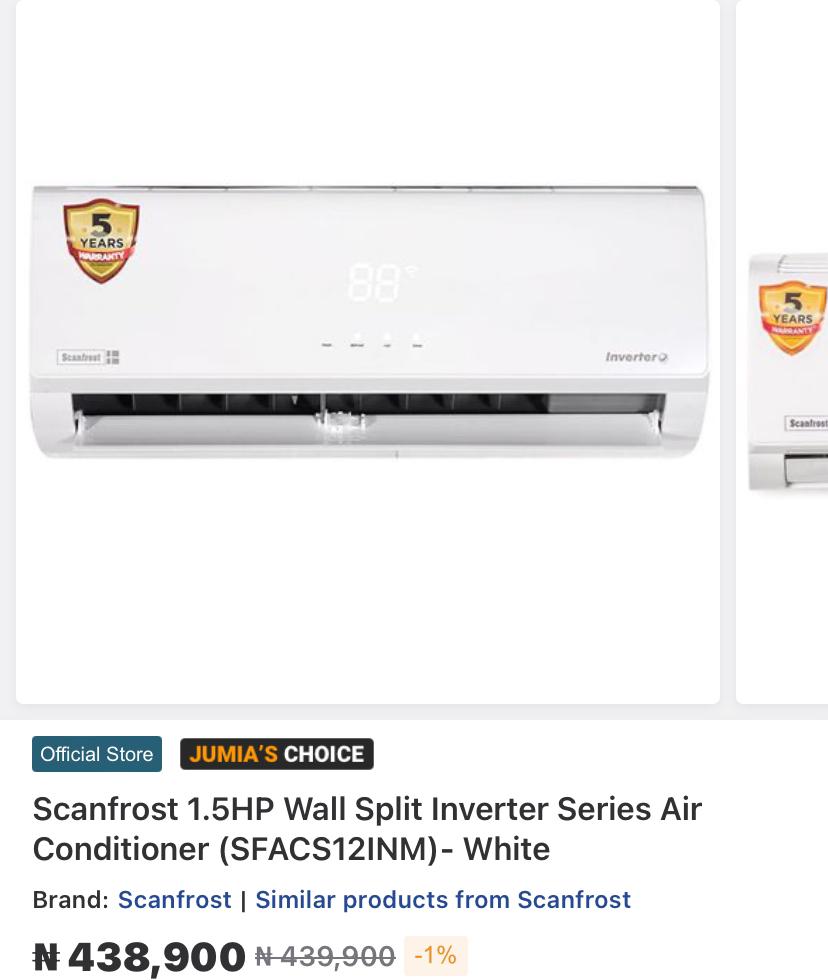 5
YEARS
WARRANTY
88
Scanfrost
Inverter
5
YEARS
WARRANTY
Scanfrost
Official Store
JUMIA'S CHOICE
Scanfrost 1.5HP Wall Split Inverter Series Air
Conditioner (SFACS12INM)- White
Brand: Scanfrost | Similar products from Scanfrost
₦ 438,900 ₦ 439,900 -1%